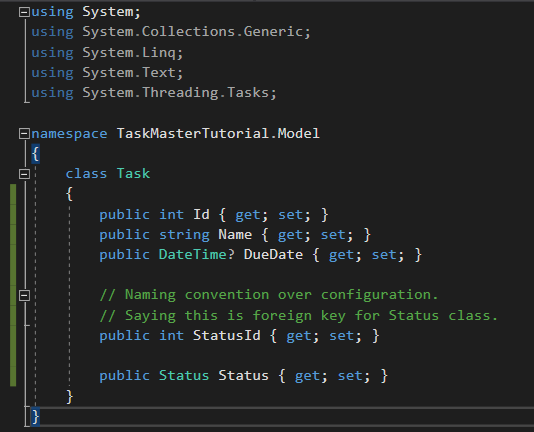 using System;
using System.Collections.Generic;
using System.Linq;
using System.Text;
using System.Threading.Tasks;

namespace TaskMasterTutorial.Model
{
    class Task
    {
        public int Id { get; set; }
        public string Name { get; set; }
        public DateTime? DueDate { get; set; }

        // Naming convention over configuration.
        // Saying this is foreign key for Status class.
        public int StatusId { get; set; }

        public Status Status { get; set; }
    }
}